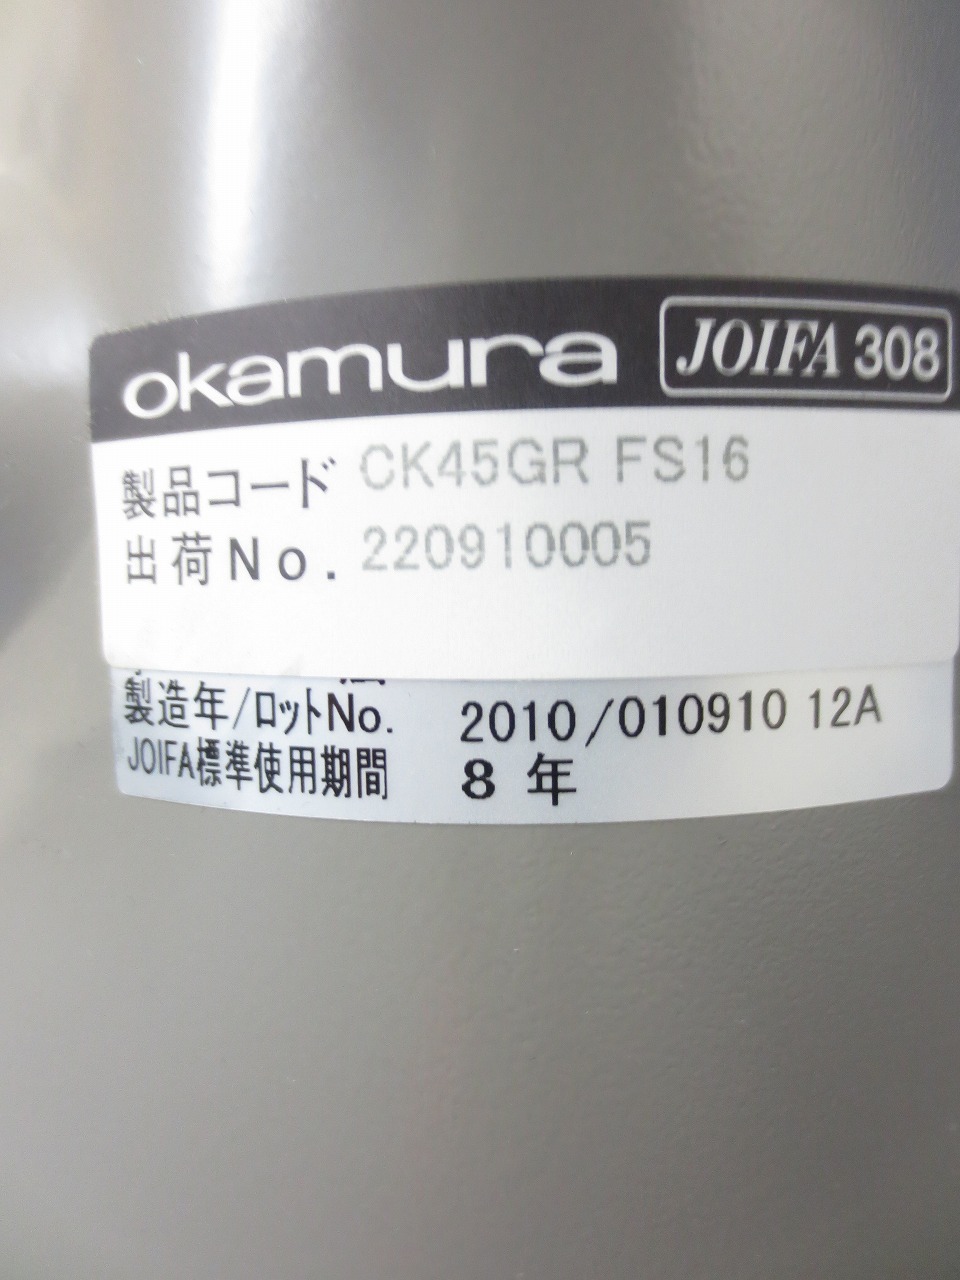 okamura JOIFA 308
製品コード CK45GR FS16
出荷No. 220910005
製造年/ロットNo. 2010/010910 12A
JOIFA標準使用期間 8年